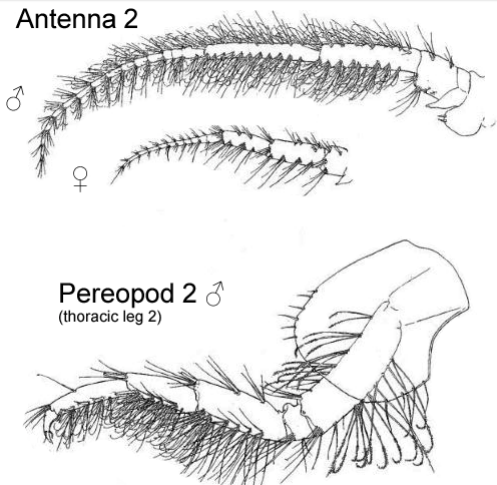 Antenna 2
♂
♀
Pereopod 2 ♂
(thoracic leg 2)